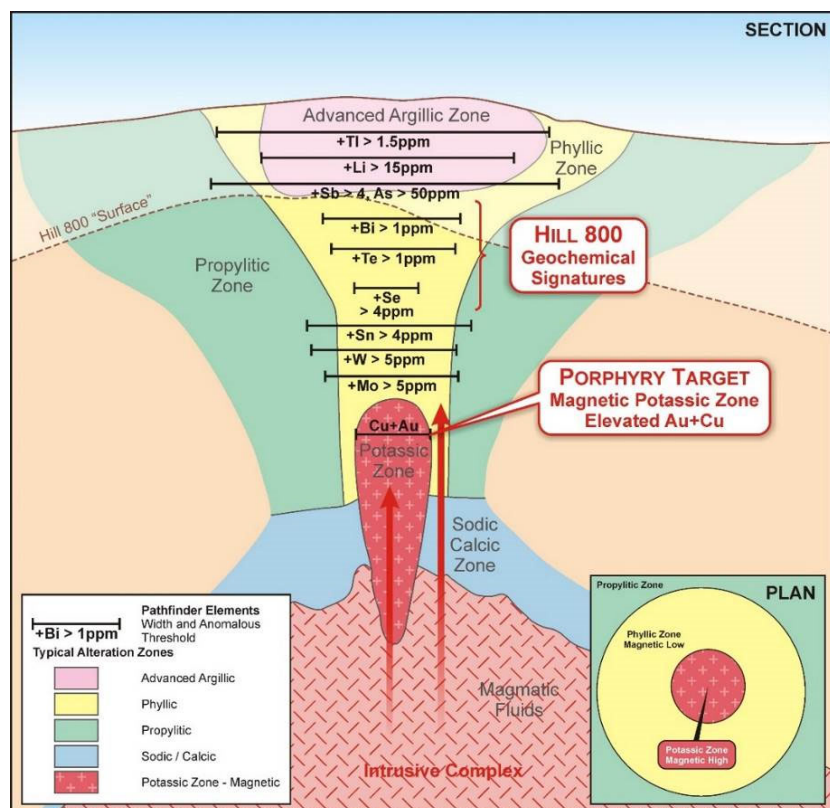 SECTION
Advanced Argillic Zone
+Tl > 1.5ppm
+Li > 15ppm
Phyllic
Zone
+Sb > 4, As > 50ppm
Hill 800 "Surface"
+Bi > 1ppm
HILL 800
Geochemical
Signatures
+Te > 1ppm
Propylitic
Zone
+Se
> 4ppm
+Sn > 4ppm
+W > 5ppm
+Mo > 5ppm
PORPHYRY TARGET
Magnetic Potassic Zone
Elevated Au+Cu
Cu+Au
Potassic
Zone
Sodic
Calcic
Zone
Magmatic
Fluids
Intrusive Complex
+Bi > 1ppm
Pathfinder Elements
Width and Anomalous
Threshold
Typical Alteration Zones
Advanced Argillic
Phyllic
Propylitic
Sodic / Calcic
Potassic Zone - Magnetic
Propylitic Zone
PLAN
Phyllic Zone
Magnetic Low
Potassic Zone
Magnetic High